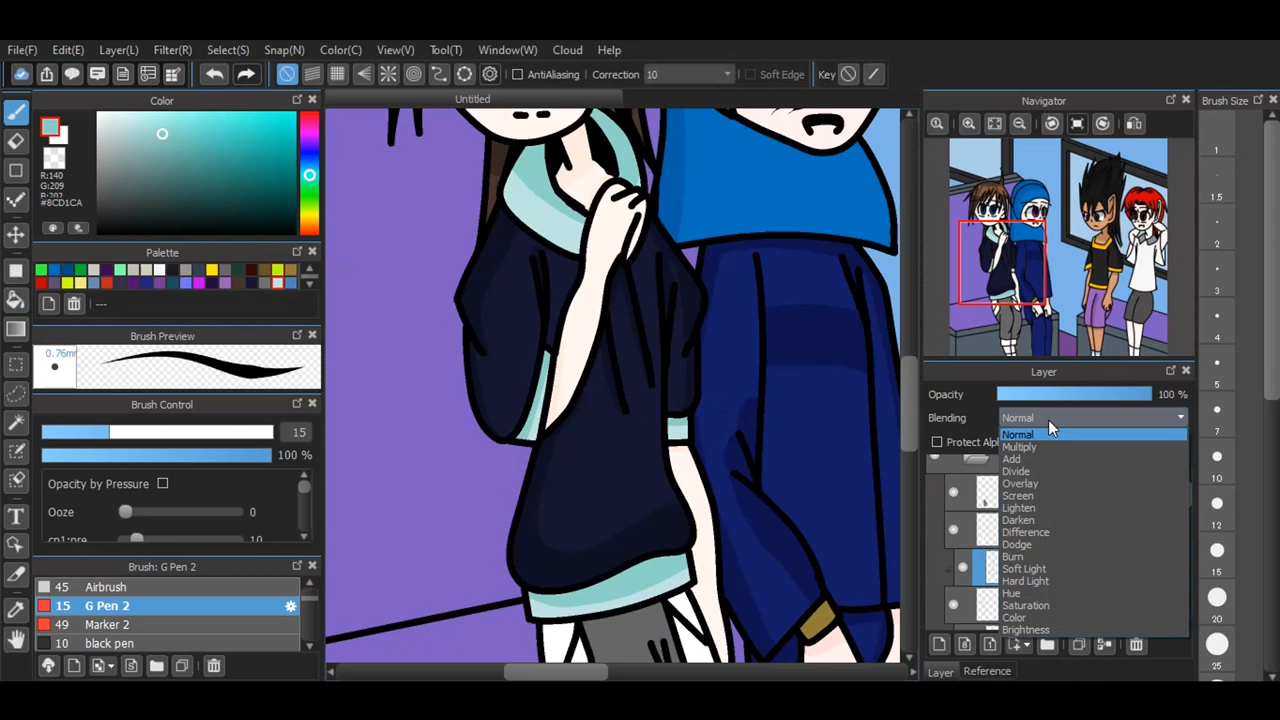 File(F) Edit(E) Layer(L) Filter(R) Select(S) Snap(N) Color(C) View(V) Tool(T) Window(W) Cloud Help
AntiAliasing Correction 10 Soft Edge Key
Color
R:140
G:209
B:202
#8CD1CA
Palette
---
Brush Preview
0.76m
Brush Control
15
100 %
Opacity by Pressure
Ooze 0
10
Brush: G Pen 2
45 Airbrush
15 G Pen 2
49 Marker 2
10 black pen
Untitled
Navigator
Layer
Opacity 100 %
Blending Normal
Protect Alp
Normal
Multiply
Add
Divide
Overlay
Screen
Lighten
Darken
Difference
Dodge
Burn
Soft Light
Hard Light
Hue
Saturation
Color
Brightness
Layer Reference
Brush Size
1
1.5
2
3
5
7
10
12
15
20
25